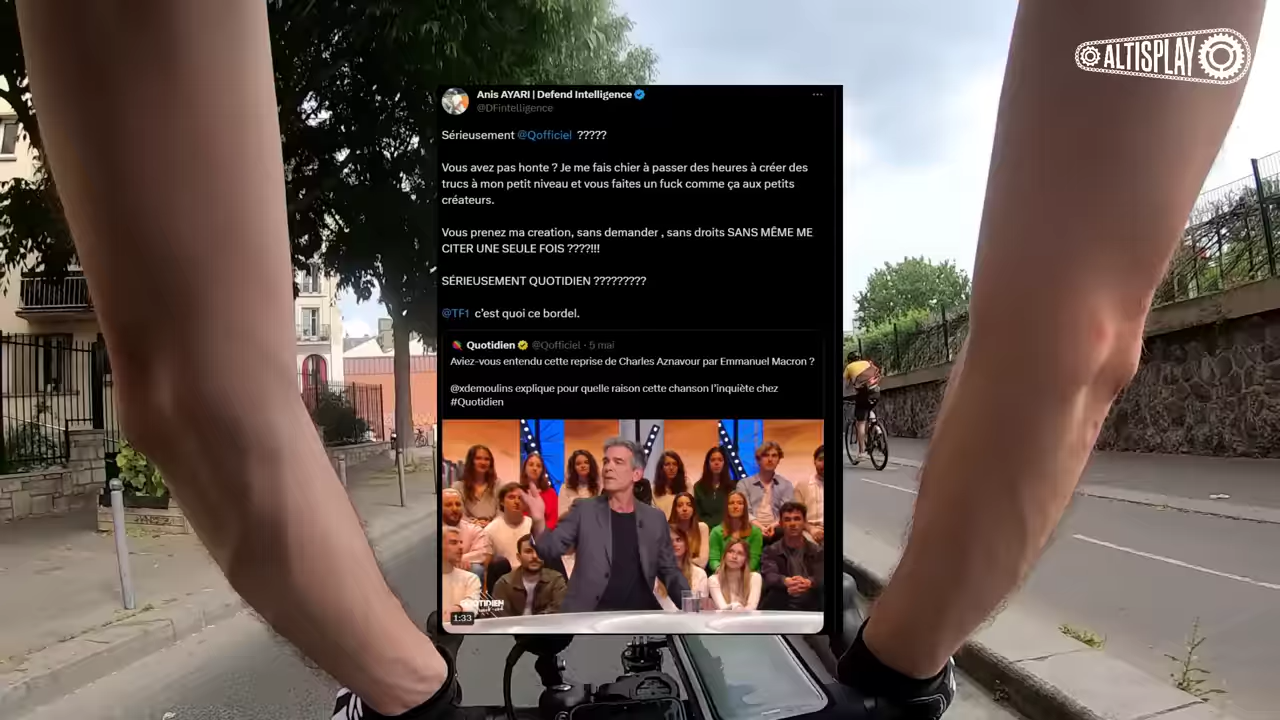 ALTISPLAY
Anis AYARI | Defend Intelligence
@DFintelligence
Sérieusement @Qofficiel ?????
Vous avez pas honte ? Je me fais chier à passer des heures à créer des
trucs à mon petit niveau et vous faites un fuck comme ça aux petits
créateurs.
Vous prenez ma creation, sans demander , sans droits SANS MÊME ME
CITER UNE SEULE FOIS ????!!!
SÉRIEUSEMENT QUOTIDIEN ?????????
@TF1 c'est quoi ce bordel.
Quotidien @Qofficiel · 5 mai
Aviez-vous entendu cette reprise de Charles Aznavour par Emmanuel Macron ?
@xdemoulins explique pour quelle raison cette chanson l'inquiète chez
#Quotidien
QUOTIDIEN
1:33